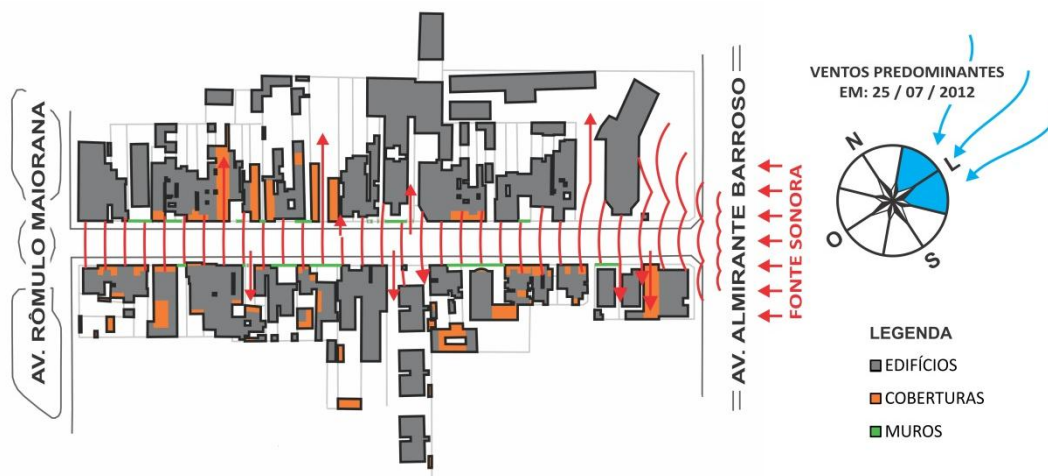 AV. RÔMULO MAIORANA
AV. ALMIRANTE BARROSO
FONTE SONORA
VENTOS PREDOMINANTES
EM: 25 / 07 / 2012
N
L
O
S
LEGENDA
EDIFÍCIOS
COBERTURAS
MUROS